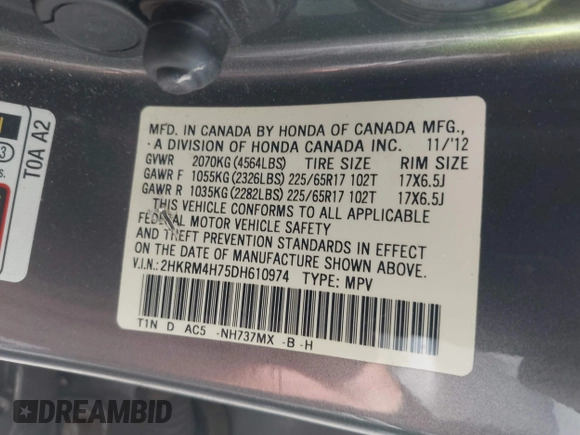 T0A A2
3
MFD. IN CANADA BY HONDA OF CANADA MFG.,
A DIVISION OF HONDA CANADA INC. 11/'12
GVWR 2070KG (4564LBS) TIRE SIZE RIM SIZE
GAWR F 1055KG (2326LBS) 225/65R17 102T 17X6.5J
GAWR R 1035KG (2282LBS) 225/65R17 102T 17X6.5J
THIS VEHICLE CONFORMS TO ALL APPLICABLE
FEDERAL MOTOR VEHICLE SAFETY
AND THEFT PREVENTION STANDARDS IN EFFECT
ON THE DATE OF MANUFACTURE SHOWN ABOVE.
V.I.N.: 2HKRM4H75DH610974 TYPE: MPV
T1N D AC5 -NH737MX -B -H
DREAMBID